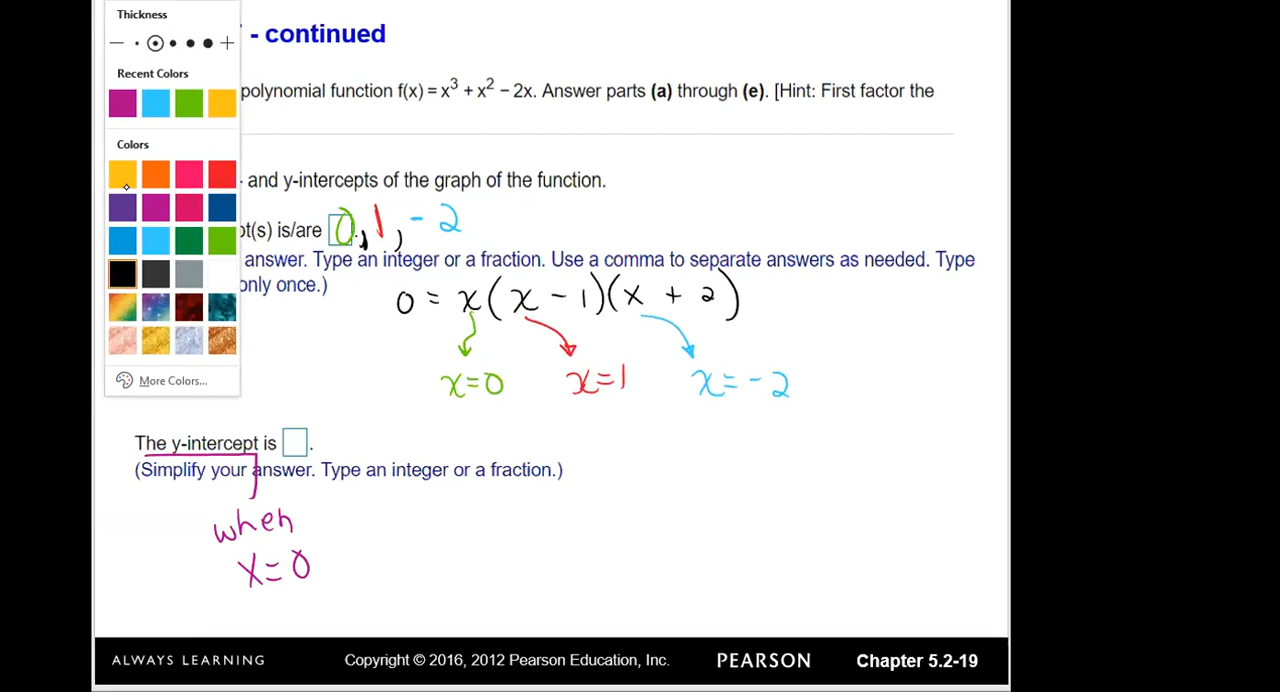 Thickness
- continued
Recent Colors
polynomial function f(x) = x³ + x² − 2x. Answer parts (a) through (e). [Hint: First factor the
Colors
and y-intercepts of the graph of the function.
t(s) is/are 0, 1, -2
answer. Type an integer or a fraction. Use a comma to separate answers as needed. Type
only once.)
0 = x(x - 1)(x + 2)
x=0 x=1 x=-2
More Colors...
The y-intercept is .
(Simplify your answer. Type an integer or a fraction.)
when
x=0
ALWAYS LEARNING
Copyright © 2016, 2012 Pearson Education, Inc.
PEARSON
Chapter 5.2-19